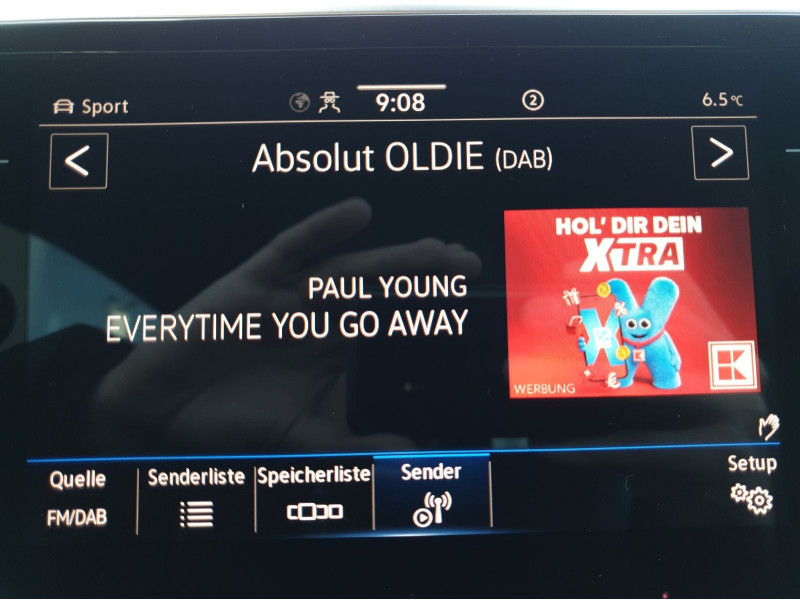 Sport
9:08
2
6.5°C
<
Absolut OLDIE (DAB)
>
HOL' DIR DEIN
XTRA
PAUL YOUNG
EVERYTIME YOU GO AWAY
%
€
K
WERBUNG
Quelle
FM/DAB
Senderliste
Speicherliste
Sender
Setup